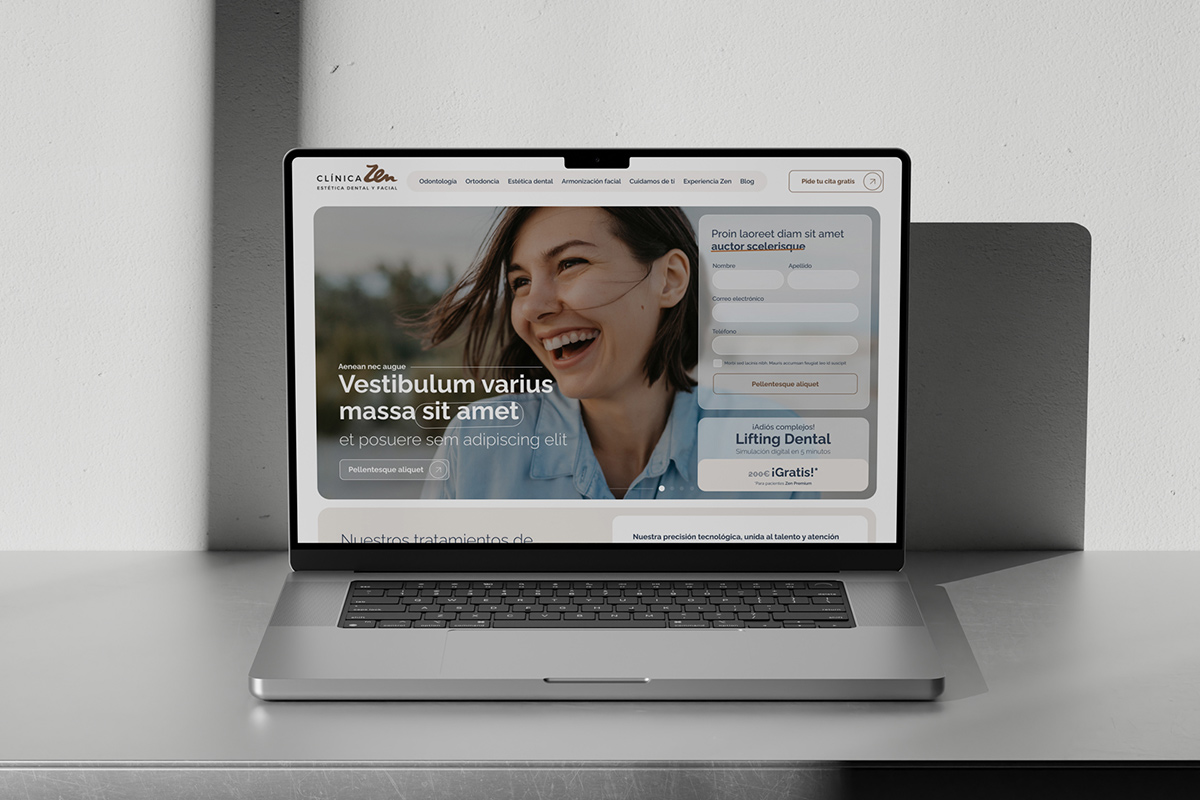 CLÍNICA Zen
ESTÉTICA DENTAL Y FACIAL
Odontología Ortodoncia Estética dental Armonización facial Cuidamos de ti Experiencia Zen Blog
Pide tu cita gratis
Aenean nec augue
Vestibulum varius
massa sit amet
et posuere sem adipiscing elit
Pellentesque aliquet
Proin laoreet diam sit amet
auctor scelerisque
Nombre Apellido
Correo electrónico
Teléfono
Pellentesque aliquet
¡Adiós complejos!
Lifting Dental
Simulación digital en 5 minutos
200€ ¡Gratis!*
*Para pacientes Zen Premium
Nuestros tratamientos de
Nuestra precisión tecnológica, unida al talento y atención